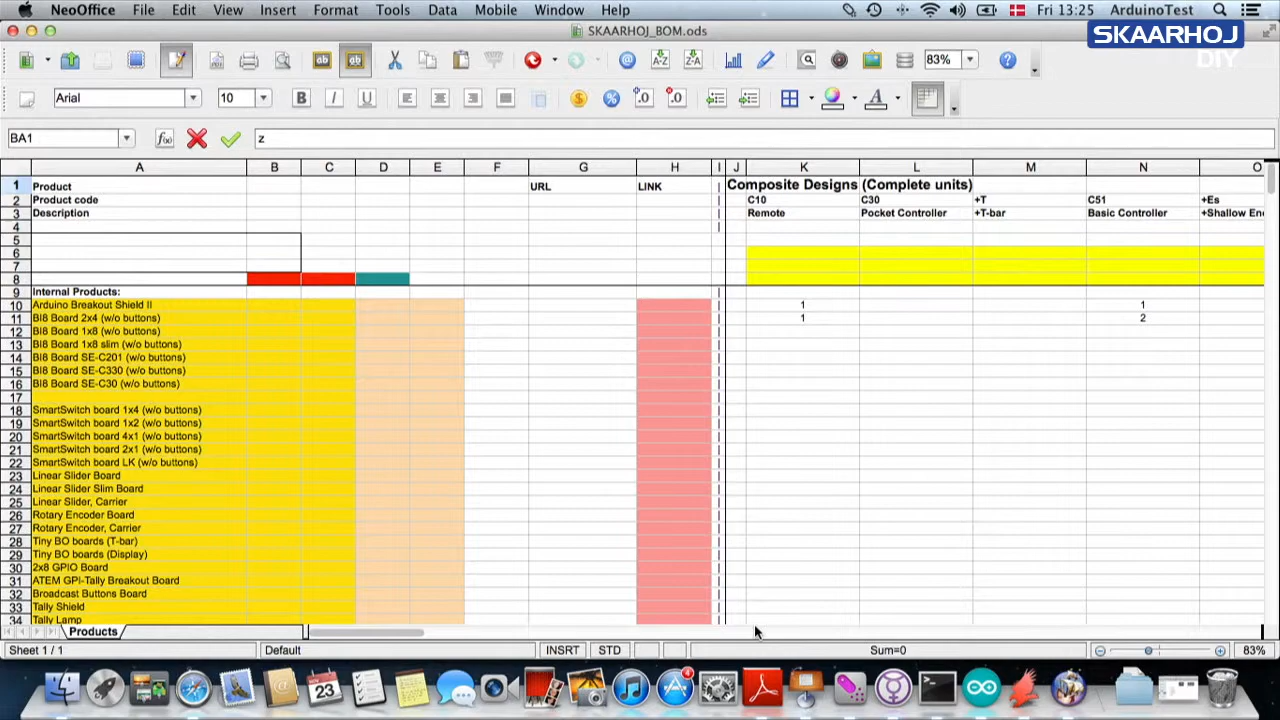 NeoOffice File Edit View Insert Format Tools Data Mobile Window Help Fri 13:25 ArduinoTest
SKAARHOJ_BOM.ods
SKAARHOJ
DIY
83%
Arial 10 B I U
BA1 z
A B C D E F G H I J K L M N O
1 Product URL LINK Composite Designs (Complete units)
2 Product code C10 C30 +T C51 +Es
3 Description Remote Pocket Controller +T-bar Basic Controller +Shallow En
4
5
6
7
8
9 Internal Products:
10 Arduino Breakout Shield II 1 1
11 BI8 Board 2x4 (w/o buttons) 1 2
12 BI8 Board 1x8 (w/o buttons)
13 BI8 Board 1x8 slim (w/o buttons)
14 BI8 Board SE-C201 (w/o buttons)
15 BI8 Board SE-C330 (w/o buttons)
16 BI8 Board SE-C30 (w/o buttons)
17
18 SmartSwitch board 1x4 (w/o buttons)
19 SmartSwitch board 1x2 (w/o buttons)
20 SmartSwitch board 4x1 (w/o buttons)
21 SmartSwitch board 2x1 (w/o buttons)
22 SmartSwitch board LK (w/o buttons)
23 Linear Slider Board
24 Linear Slider Slim Board
25 Linear Slider, Carrier
26 Rotary Encoder Board
27 Rotary Encoder, Carrier
28 Tiny BO boards (T-bar)
29 Tiny BO boards (Display)
30 2x8 GPIO Board
31 ATEM GPI-Tally Breakout Board
32 Broadcast Buttons Board
33 Tally Shield
34 Tally Lamp
Products
Sheet 1 / 1 Default INSRT STD Sum=0 83%
JAN
23